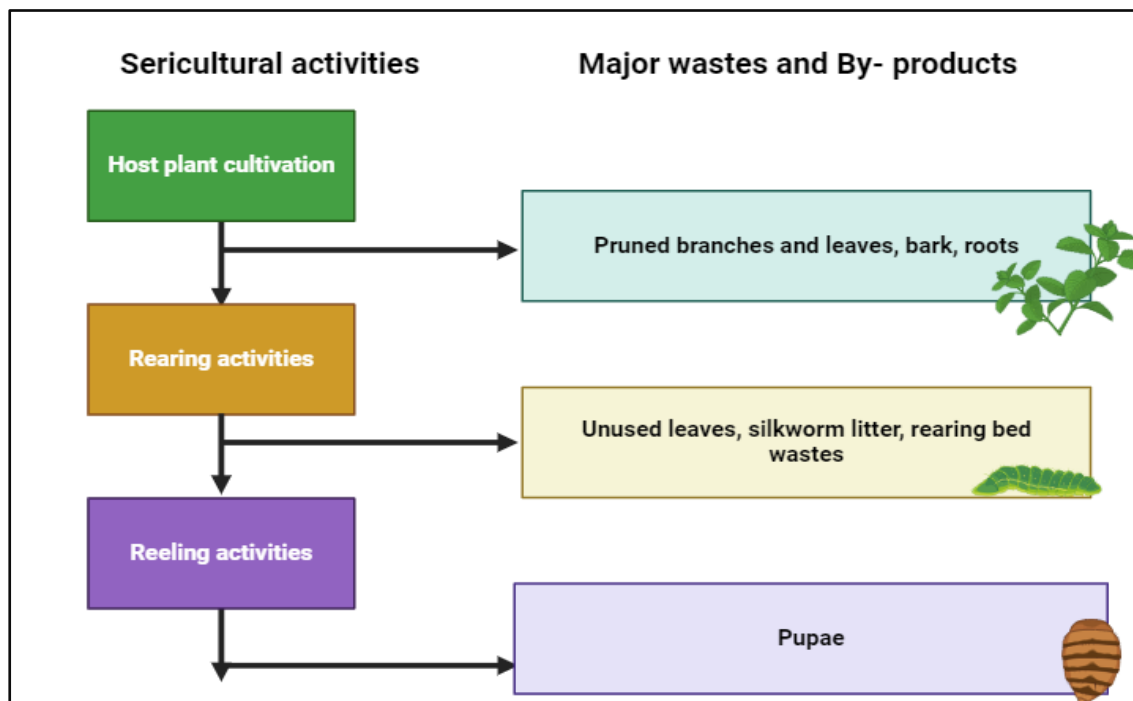 Sericultural activities
Major wastes and By- products
Host plant cultivation
Pruned branches and leaves, bark, roots
Rearing activities
Unused leaves, silkworm litter, rearing bed
wastes
Reeling activities
Pupae